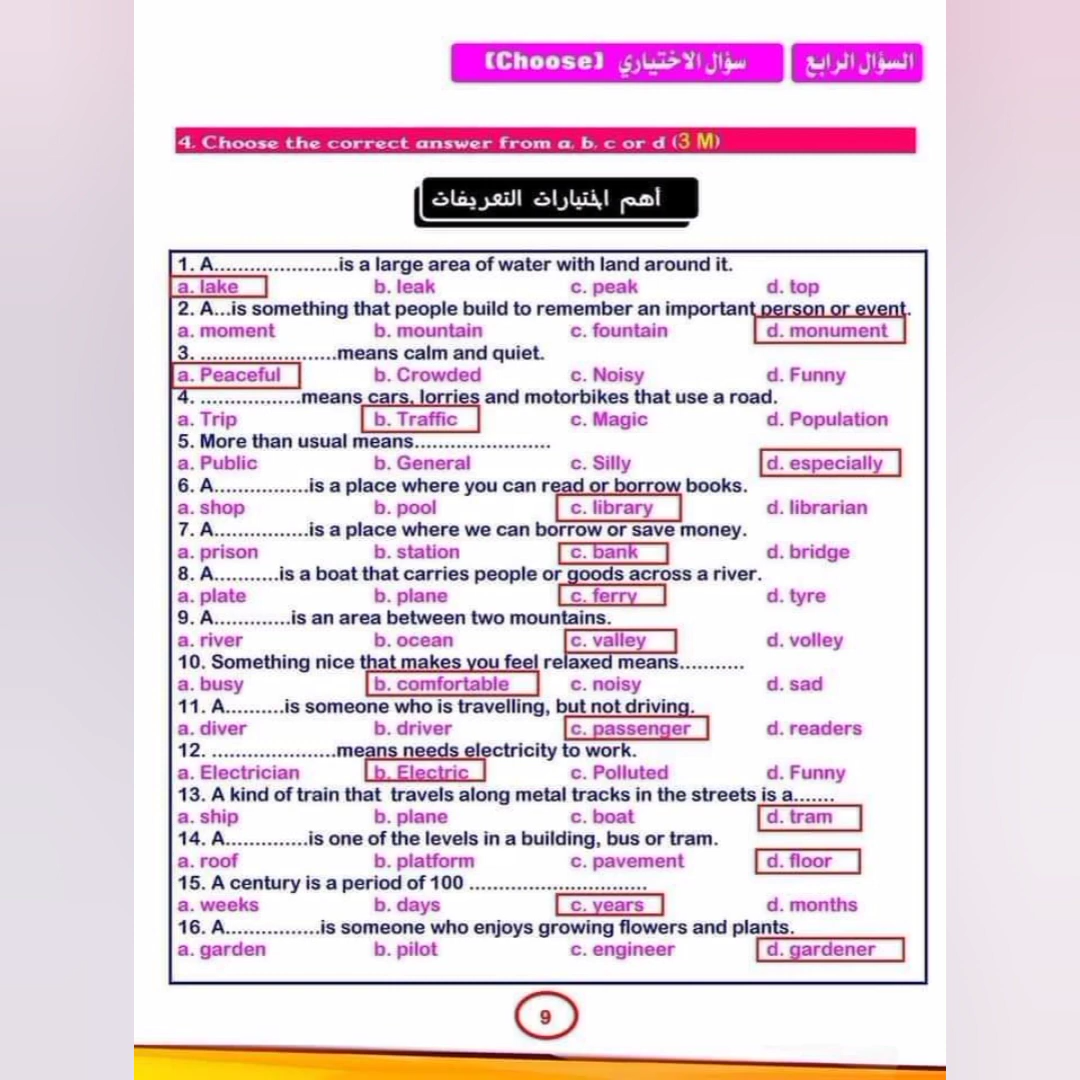 السؤال الرابع سؤال الاختياري (Choose)
4. Choose the correct answer from a, b, c or d (3 M)
أهم اختيارات التعريفات
1. A.....................is a large area of water with land around it.
a. lake b. leak c. peak d. top
2. A...is something that people build to remember an important person or event.
a. moment b. mountain c. fountain d. monument
3. .......................means calm and quiet.
a. Peaceful b. Crowded c. Noisy d. Funny
4. .................means cars, lorries and motorbikes that use a road.
a. Trip b. Traffic c. Magic d. Population
5. More than usual means.......................
a. Public b. General c. Silly d. especially
6. A................is a place where you can read or borrow books.
a. shop b. pool c. library d. librarian
7. A................is a place where we can borrow or save money.
a. prison b. station c. bank d. bridge
8. A...........is a boat that carries people or goods across a river.
a. plate b. plane c. ferry d. tyre
9. A.............is an area between two mountains.
a. river b. ocean c. valley d. volley
10. Something nice that makes you feel relaxed means...........
a. busy b. comfortable c. noisy d. sad
11. A..........is someone who is travelling, but not driving.
a. diver b. driver c. passenger d. readers
12. .....................means needs electricity to work.
a. Electrician b. Electric c. Polluted d. Funny
13. A kind of train that travels along metal tracks in the streets is a.......
a. ship b. plane c. boat d. tram
14. A..............is one of the levels in a building, bus or tram.
a. roof b. platform c. pavement d. floor
15. A century is a period of 100 ..............................
a. weeks b. days c. years d. months
16. A................is someone who enjoys growing flowers and plants.
a. garden b. pilot c. engineer d. gardener
9